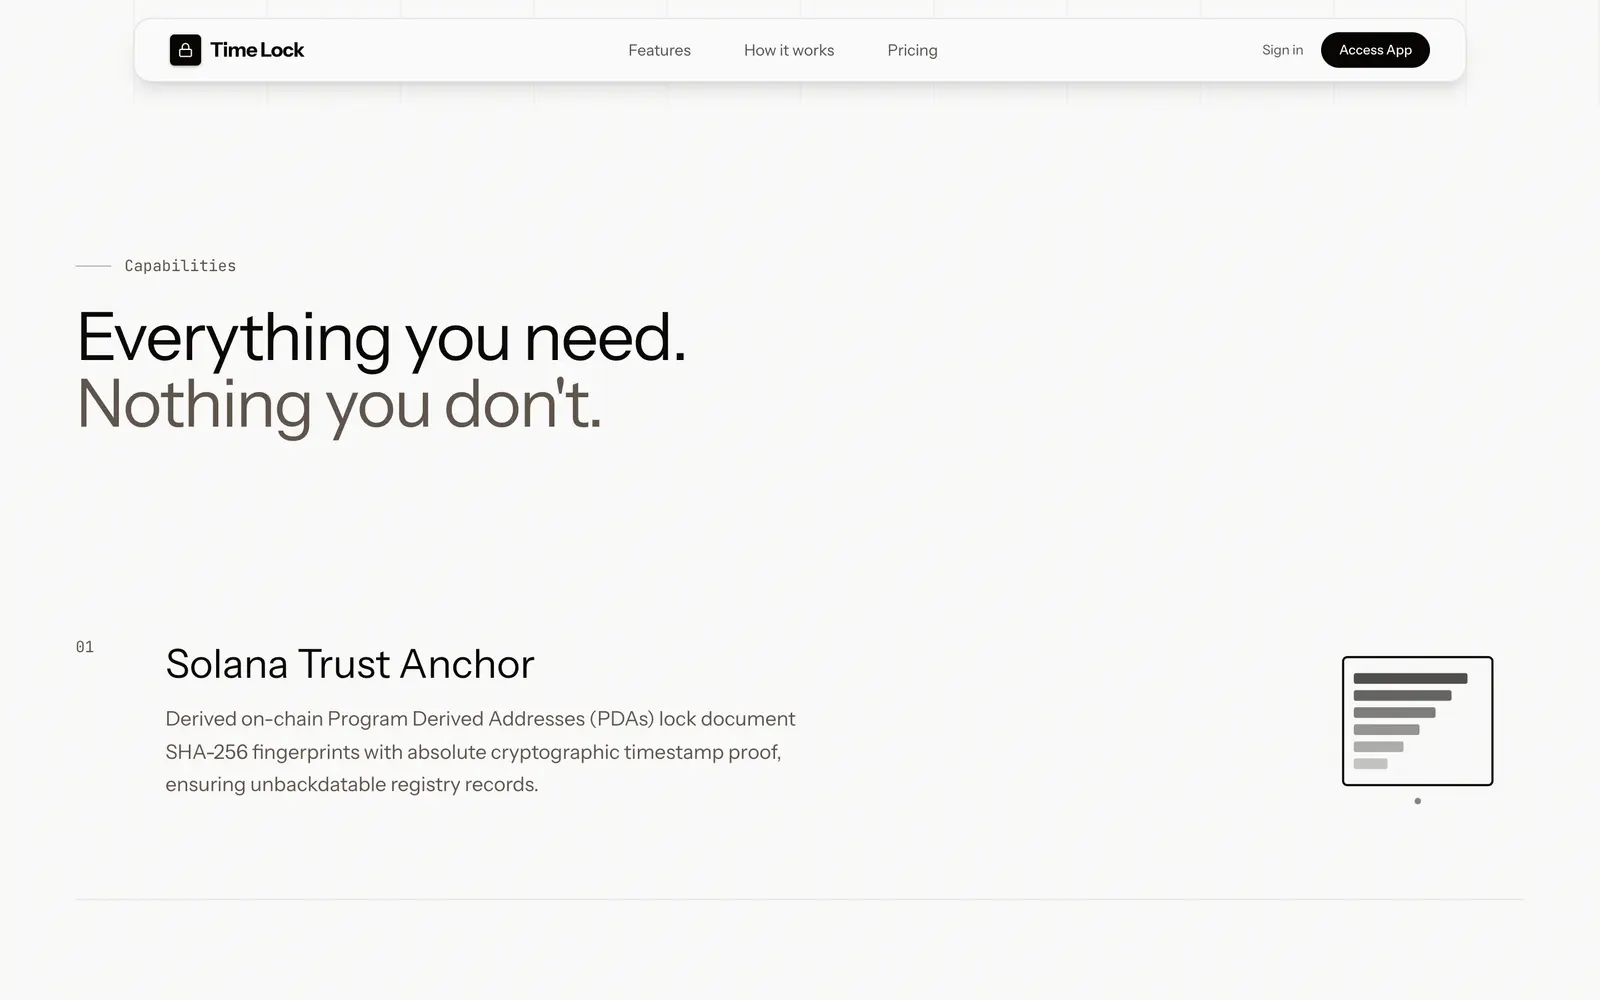 Time Lock
Features
How it works
Pricing
Sign in
Access App
Capabilities
Everything you need.
Nothing you don't.
01
Solana Trust Anchor
Derived on-chain Program Derived Addresses (PDAs) lock document
SHA-256 fingerprints with absolute cryptographic timestamp proof,
ensuring unbackdatable registry records.